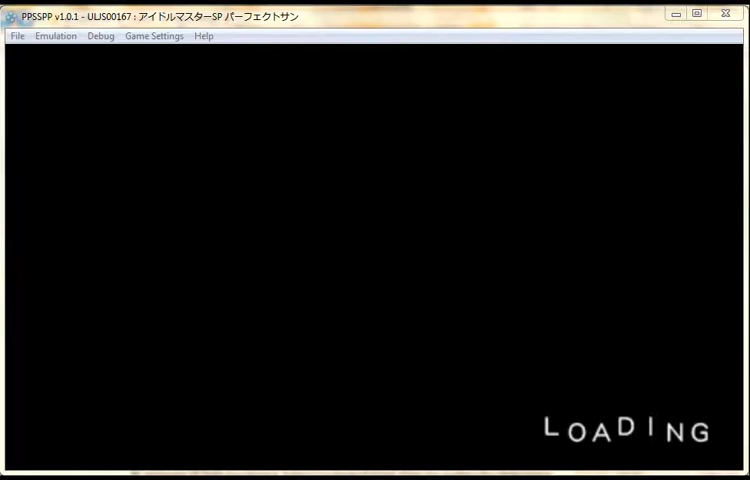 PPSSPP v1.0.1 - ULJS00167 : アイドルマスターSP パーフェクトサン
File Emulation Debug Game Settings Help
LOADING